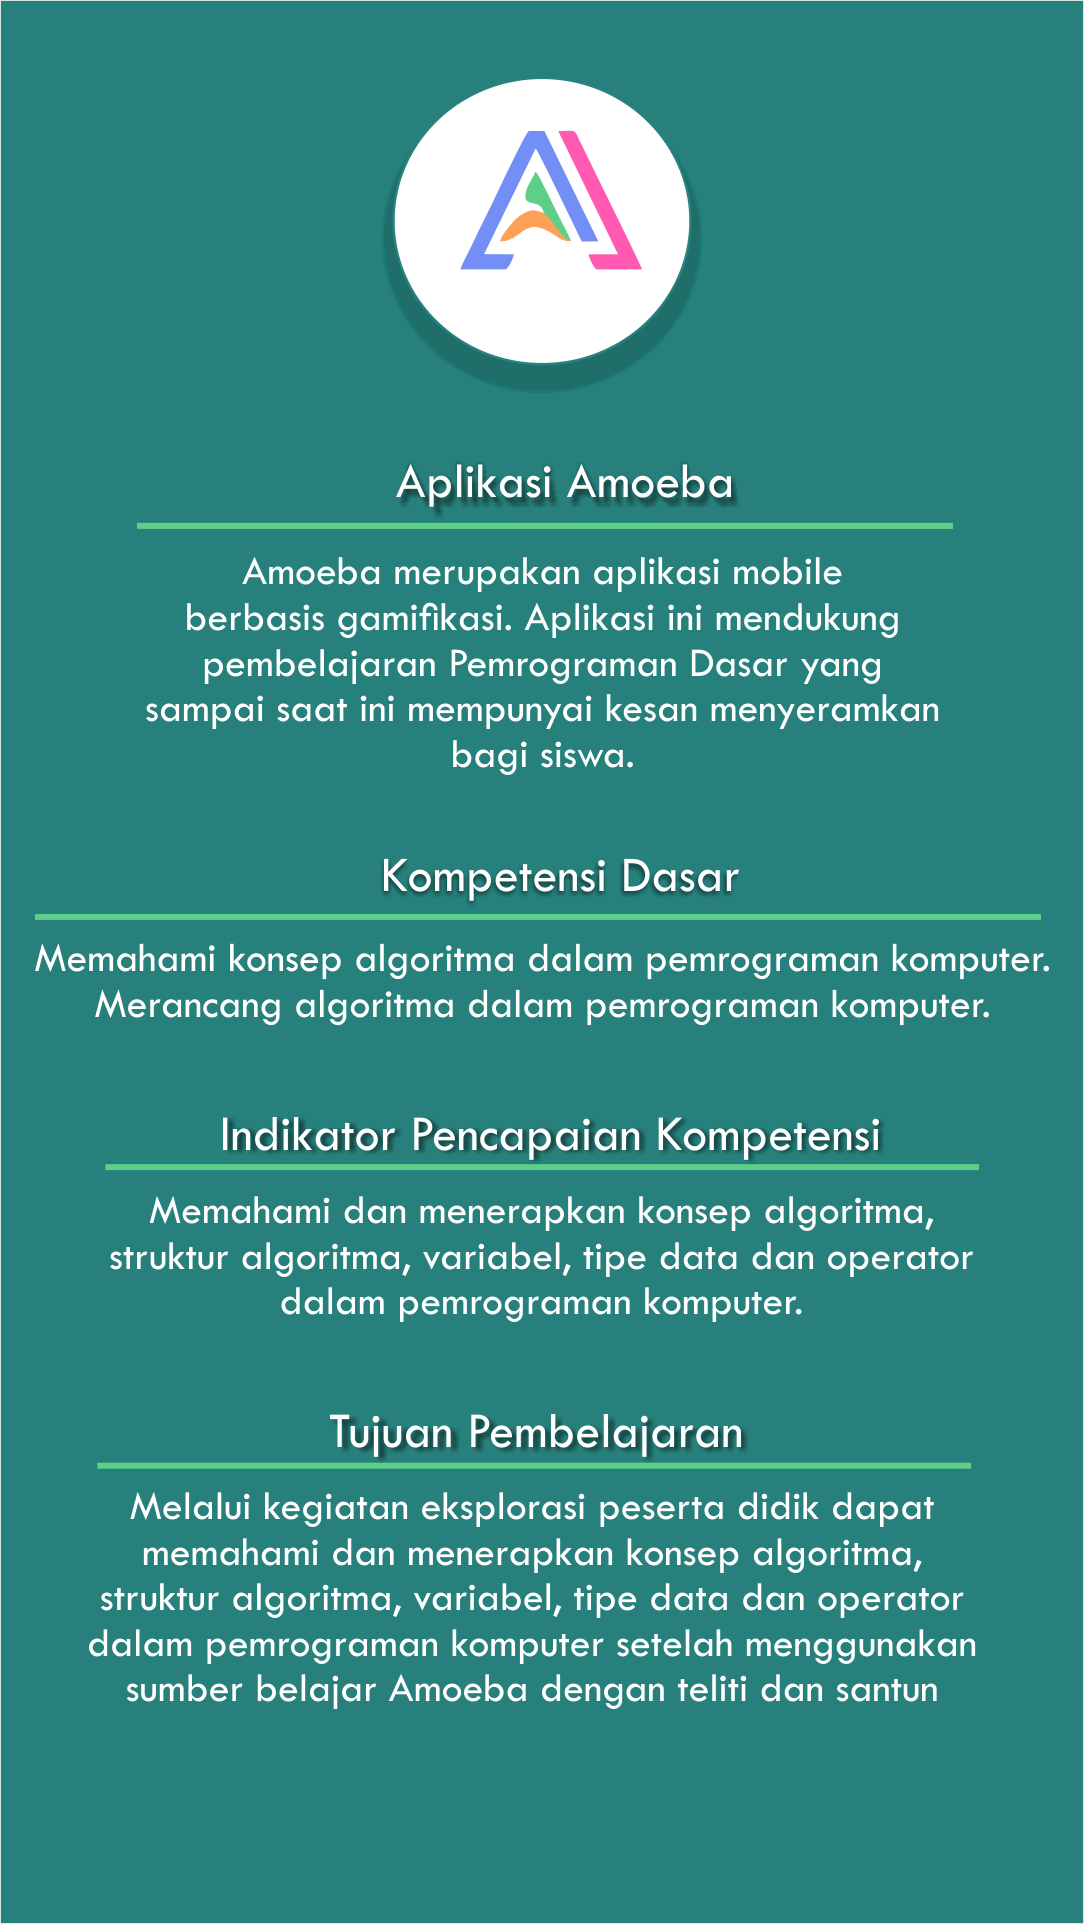 Aplikasi Amoeba
Amoeba merupakan aplikasi mobile
berbasis gamifikasi. Aplikasi ini mendukung
pembelajaran Pemrograman Dasar yang
sampai saat ini mempunyai kesan menyeramkan
bagi siswa.
Kompetensi Dasar
Memahami konsep algoritma dalam pemrograman komputer.
Merancang algoritma dalam pemrograman komputer.
Indikator Pencapaian Kompetensi
Memahami dan menerapkan konsep algoritma,
struktur algoritma, variabel, tipe data dan operator
dalam pemrograman komputer.
Tujuan Pembelajaran
Melalui kegiatan eksplorasi peserta didik dapat
memahami dan menerapkan konsep algoritma,
struktur algoritma, variabel, tipe data dan operator
dalam pemrograman komputer setelah menggunakan
sumber belajar Amoeba dengan teliti dan santun